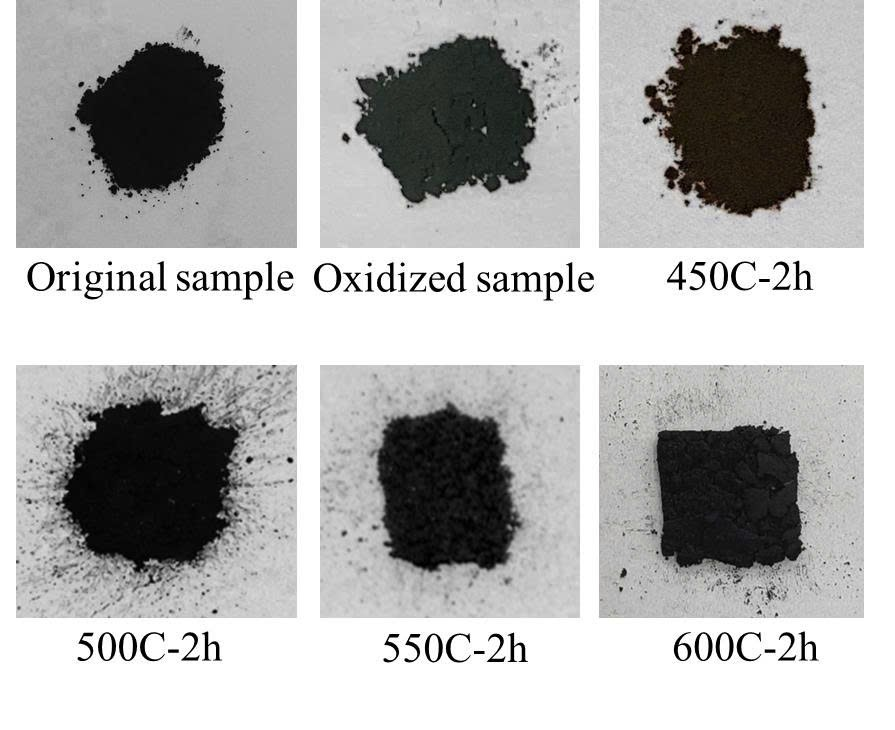 Original sample
Oxidized sample
450C-2h
500C-2h
550C-2h
600C-2h